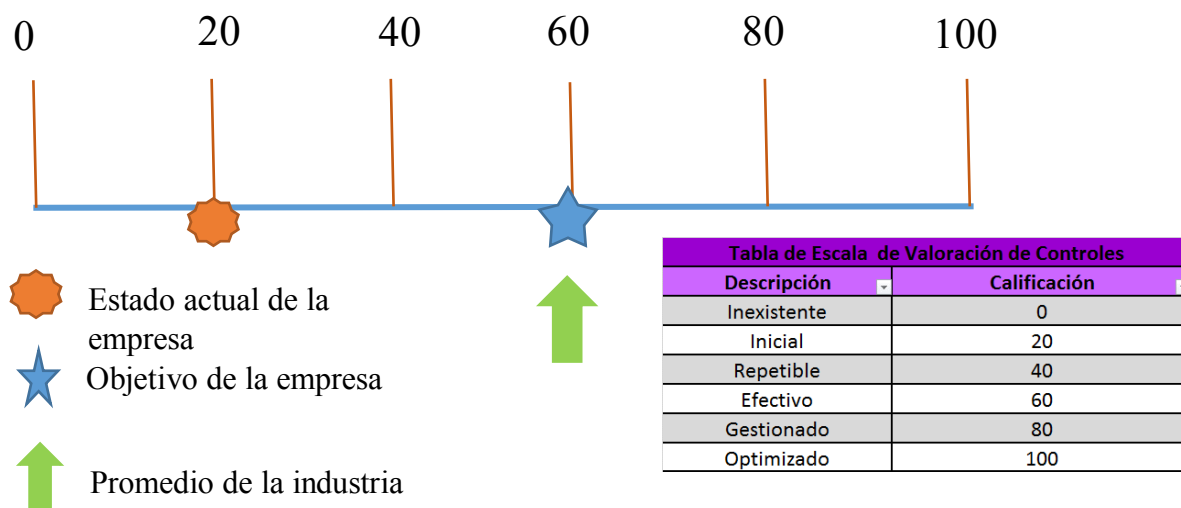 0 20 40 60 80 100
Estado actual de la
empresa
Objetivo de la empresa
Promedio de la industria
Tabla de Escala de Valoración de Controles
Descripción Calificación
Inexistente 0
Inicial 20
Repetible 40
Efectivo 60
Gestionado 80
Optimizado 100